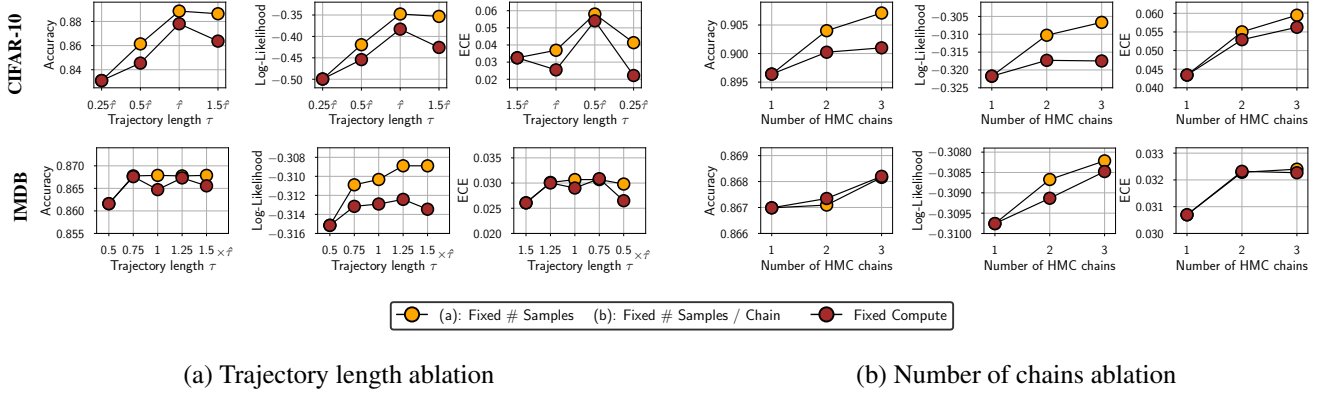 CIFAR-10
Accuracy
0.88
0.86
0.84
0.25τ̂ 0.5τ̂ τ̂ 1.5τ̂
Trajectory length τ
Log-Likelihood
−0.35
−0.40
−0.45
−0.50
0.25τ̂ 0.5τ̂ τ̂ 1.5τ̂
Trajectory length τ
ECE
0.06
0.05
0.04
0.03
0.02
1.5τ̂ τ̂ 0.5τ̂ 0.25τ̂
Trajectory length τ
Accuracy
0.905
0.900
0.895
1 2 3
Number of HMC chains
Log-Likelihood
−0.305
−0.310
−0.315
−0.320
−0.325
1 2 3
Number of HMC chains
ECE
0.060
0.055
0.050
0.045
0.040
1 2 3
Number of HMC chains
IMDB
Accuracy
0.870
0.865
0.860
0.855
0.5 0.75 1 1.25 1.5 ×τ̂
Trajectory length τ
Log-Likelihood
−0.308
−0.310
−0.312
−0.314
−0.316
0.5 0.75 1 1.25 1.5 ×τ̂
Trajectory length τ
ECE
0.035
0.030
0.025
0.020
1.5 1.25 1 0.75 0.5 ×τ̂
Trajectory length τ
Accuracy
0.869
0.868
0.867
0.866
1 2 3
Number of HMC chains
Log-Likelihood
−0.3080
−0.3085
−0.3090
−0.3095
−0.3100
1 2 3
Number of HMC chains
ECE
0.033
0.032
0.031
0.030
1 2 3
Number of HMC chains
(a): Fixed # Samples (b): Fixed # Samples / Chain Fixed Compute
(a) Trajectory length ablation
(b) Number of chains ablation